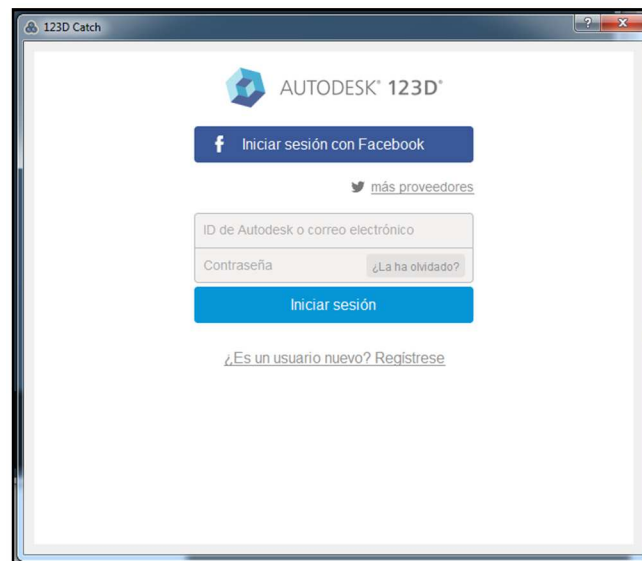 123D Catch
AUTODESK® 123D®
Iniciar sesión con Facebook
más proveedores
ID de Autodesk o correo electrónico
Contraseña
¿La ha olvidado?
Iniciar sesión
¿Es un usuario nuevo? Regístrese